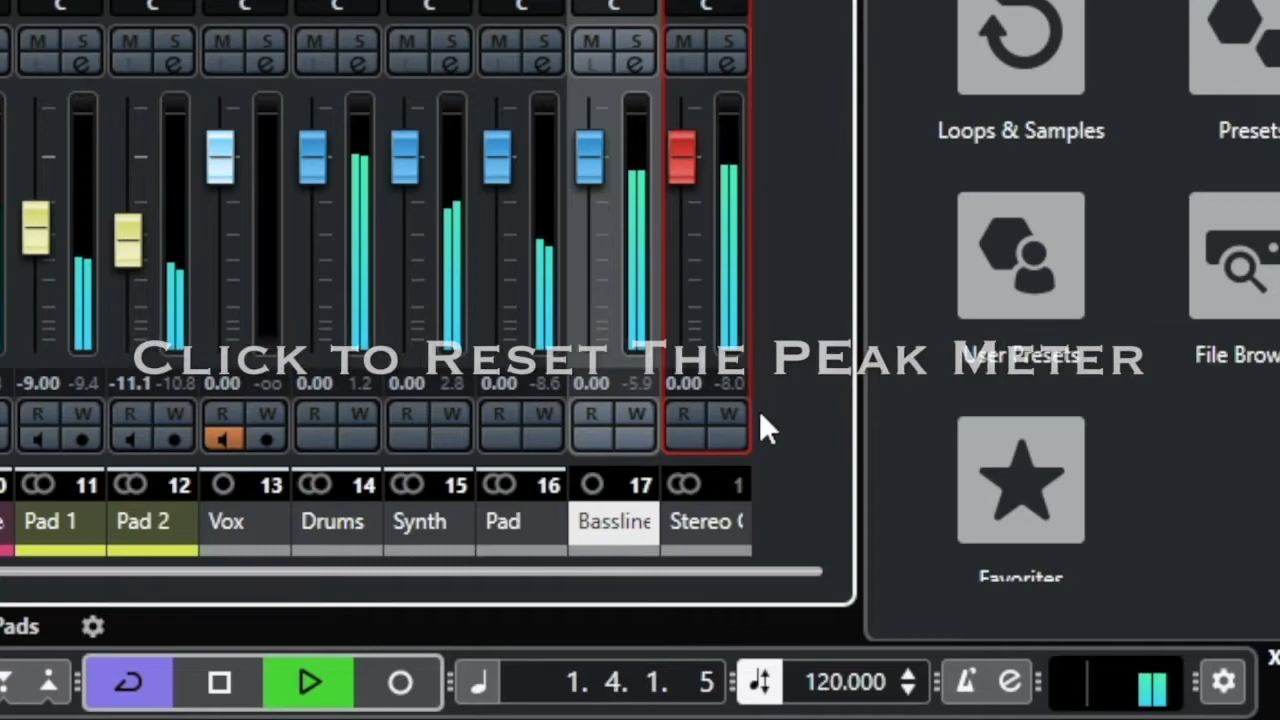 C C C C C C C C
M S M S M S M S M S M S M S M S
L e L e L e L e L e L e L e L e
Loops & Samples
Presets
User Presets
File Brow
CLICK TO RESET THE PEAK METER
-9.00 -9.4 -11.1 -10.8 0.00 -oo 0.00 1.2 0.00 2.8 0.00 -8.6 0.00 -5.9 0.00 -8.0
R W R W R W R W R W R W R W R W
11 12 13 14 15 16 17 1
Pad 1 Pad 2 Vox Drums Synth Pad Bassline Stereo
Favorites
Pads
1. 4. 1. 5 120.000 e